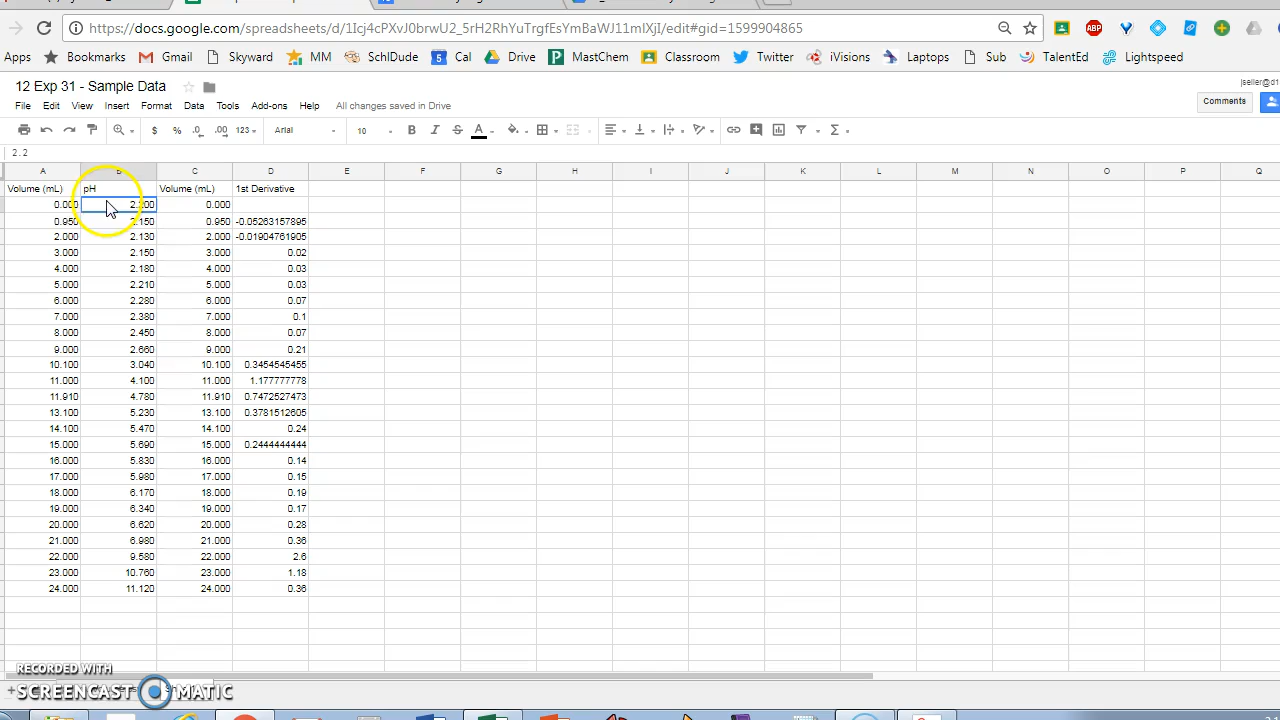 https://docs.google.com/spreadsheets/d/1Icj4cPXvJ0brwU2_5rH2RhYuTrgfEsYmBaWJ11mIXjI/edit#gid=1599904865
Apps Bookmarks Gmail Skyward MM SchlDude 5 Cal Drive P MastChem Classroom Twitter iVisions Laptops Sub TalentEd Lightspeed
12 Exp 31 - Sample Data jseller@d1
File Edit View Insert Format Data Tools Add-ons Help All changes saved in Drive Comments
$ % .0 .00 123 Arial 10 B I S A Σ
2.2
A B C D E F G H I J K L M N O P Q
Volume (mL) pH Volume (mL) 1st Derivative
0.000 0.000
0.950 2.150 0.950 -0.05263157895
2.000 2.130 2.000 -0.01904761905
3.000 2.150 3.000 0.02
4.000 2.180 4.000 0.03
5.000 2.210 5.000 0.03
6.000 2.280 6.000 0.07
7.000 2.380 7.000 0.1
8.000 2.450 8.000 0.07
9.000 2.660 9.000 0.21
10.100 3.040 10.100 0.3454545455
11.000 4.100 11.000 1.177777778
11.910 4.780 11.910 0.7472527473
13.100 5.230 13.100 0.3781512605
14.100 5.470 14.100 0.24
15.000 5.690 15.000 0.2444444444
16.000 5.830 16.000 0.14
17.000 5.980 17.000 0.15
18.000 6.170 18.000 0.19
19.000 6.340 19.000 0.17
20.000 6.620 20.000 0.28
21.000 6.980 21.000 0.36
22.000 9.580 22.000 2.6
23.000 10.760 23.000 1.18
24.000 11.120 24.000 0.36
RECORDED WITH
SCREENCAST MATIC